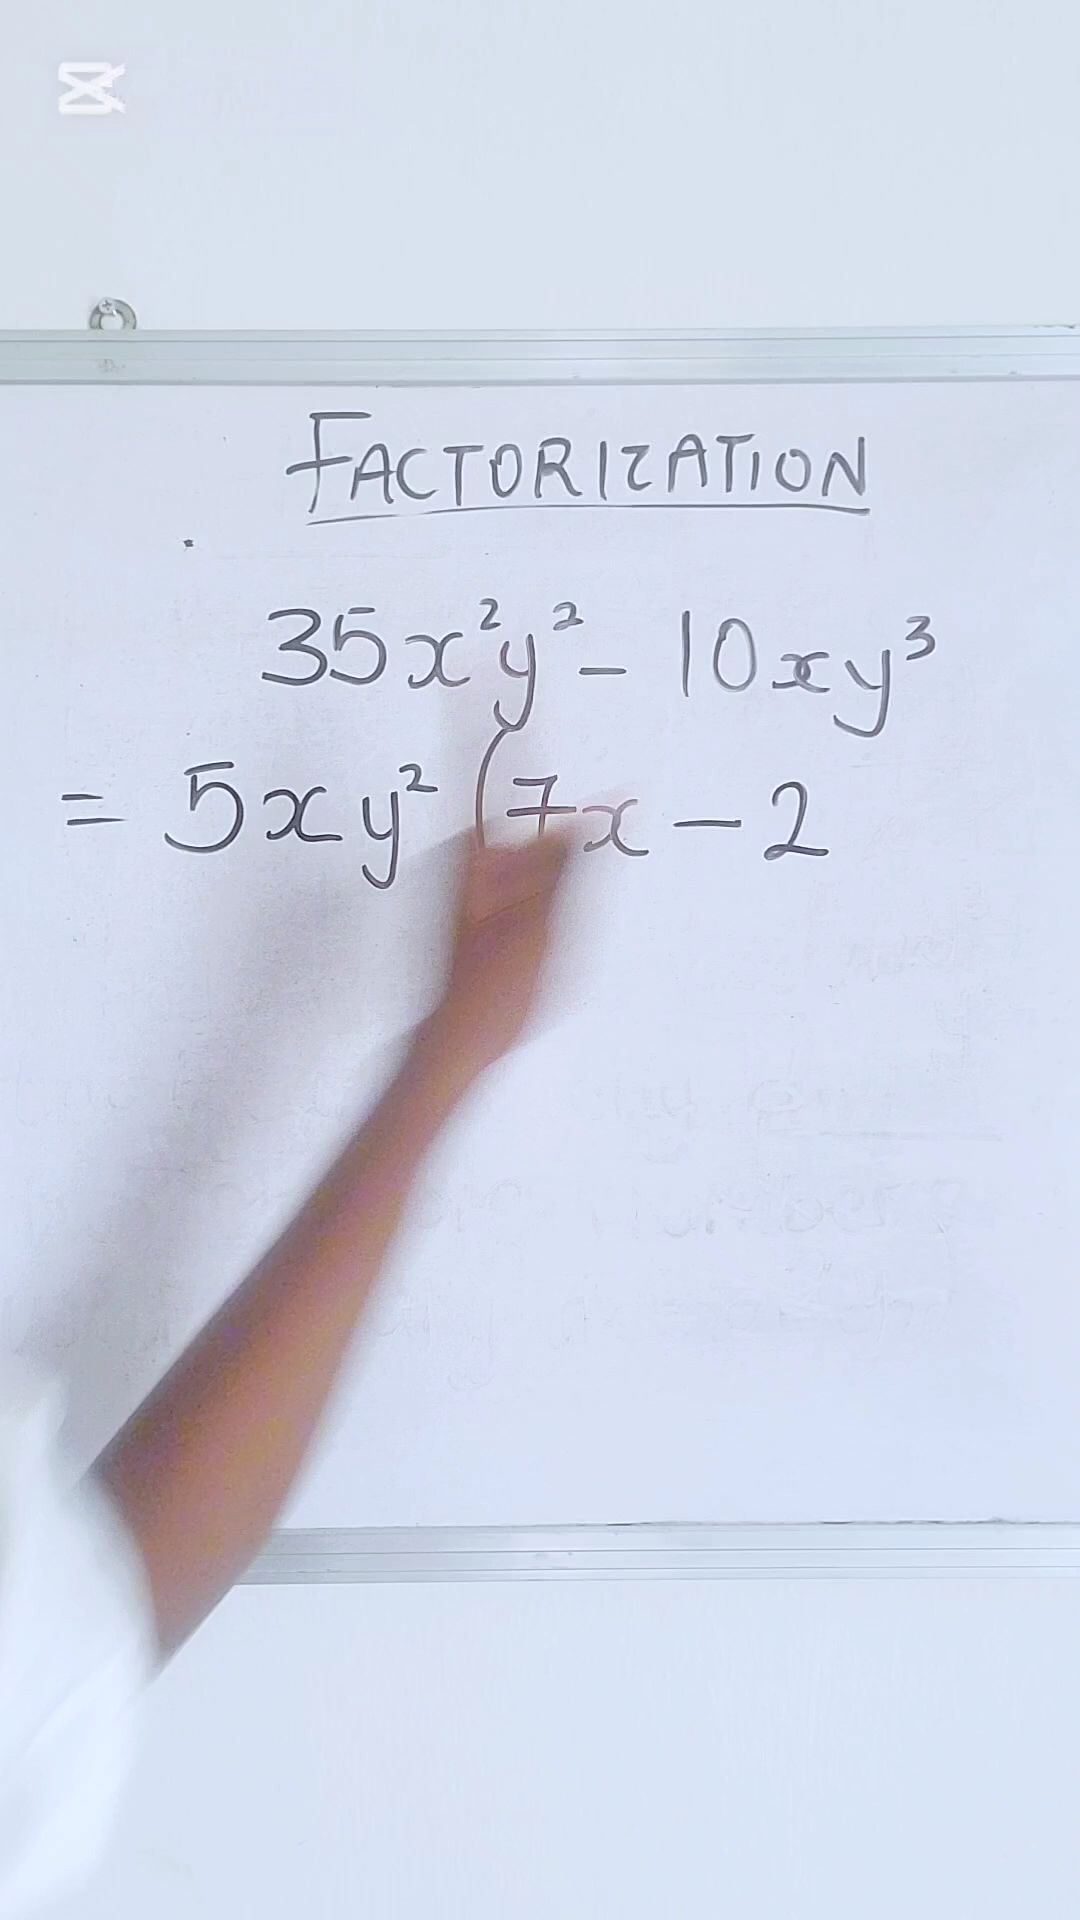 FACTORIZATION
35x²y² - 10xy³
= 5xy² (7x - 2